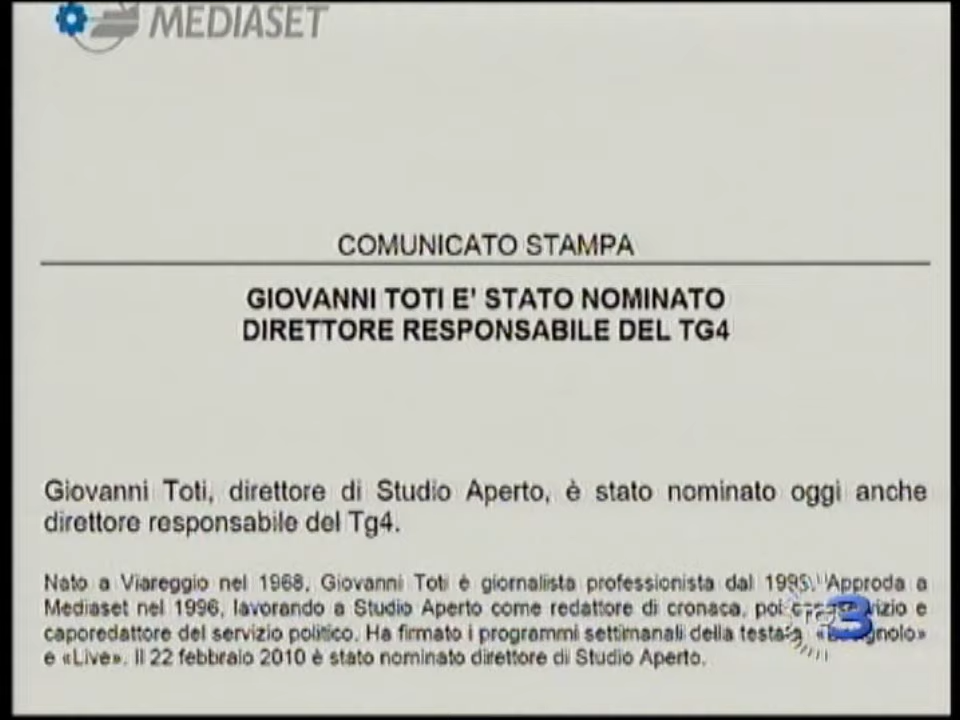 MEDIASET
COMUNICATO STAMPA
GIOVANNI TOTI E' STATO NOMINATO
DIRETTORE RESPONSABILE DEL TG4
Giovanni Toti, direttore di Studio Aperto, è stato nominato oggi anche
direttore responsabile del Tg4.
Nato a Viareggio nel 1968, Giovanni Toti è giornalista professionista dal Approda a
Mediaset nel 1996, lavorando a Studio Aperto come redattore di cronaca, poi e
caporedattore del servizio politico. Ha firmato i programmi settimanali della testata
e «Live». Il 22 febbraio 2010 è stato nominato direttore di Studio Aperto.
3